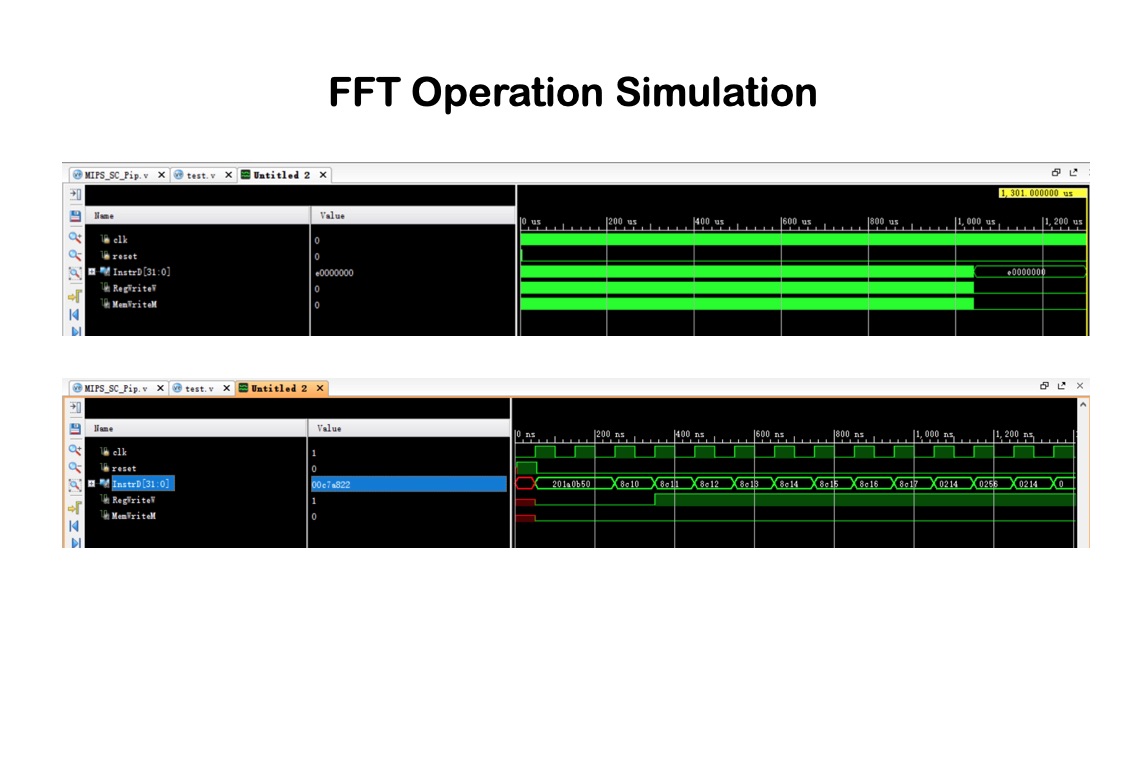 FFT Operation Simulation
MIPS_SC_Pip.v × test.v × Untitled 2 ×
1,301.000000 us
Name Value
0 us 200 us 400 us 600 us 800 us 1,000 us 1,200 us
clk 0
reset 0
InstrD[31:0] e0000000 e0000000
RegWriteW 0
MemWriteM 0
MIPS_SC_Pip.v × test.v × Untitled 2 ×
Name Value
0 ns 200 ns 400 ns 600 ns 800 ns 1,000 ns 1,200 ns
clk 1
reset 0
InstrD[31:0] 00c7a822 201a0b50 8c10 8c11 8c12 8c13 8c14 8c15 8c16 8c17 0214 0256 0214 0
RegWriteW 1
MemWriteM 0